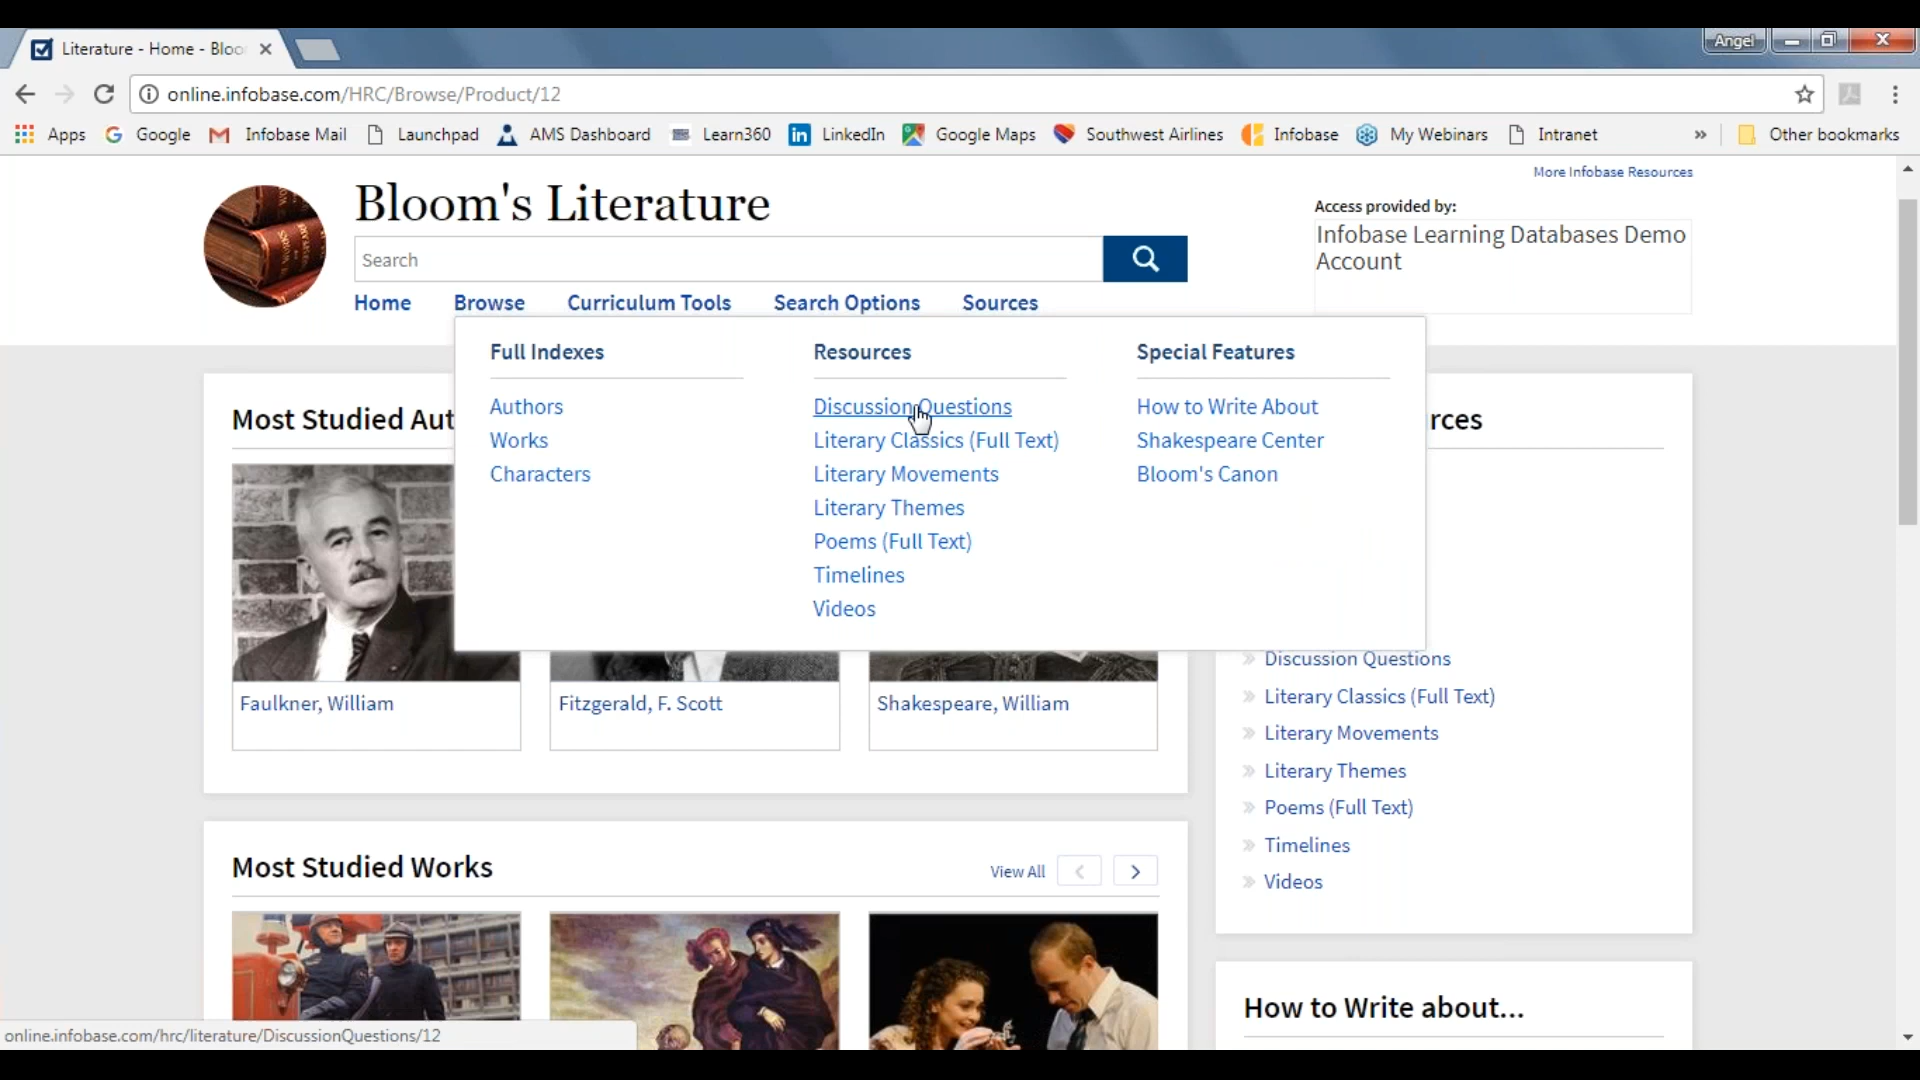 Literature - Home - Bloo
Angel
online.infobase.com/HRC/Browse/Product/12
Apps
Google
Infobase Mail
Launchpad
AMS Dashboard
Learn360
LinkedIn
Google Maps
Southwest Airlines
Infobase
My Webinars
Intranet
»
Other bookmarks
More Infobase Resources
Bloom's Literature
Access provided by:
Infobase Learning Databases Demo
Account
Search
Home
Browse
Curriculum Tools
Search Options
Sources
Full Indexes
Authors
Works
Characters
Resources
Discussion Questions
Literary Classics (Full Text)
Literary Movements
Literary Themes
Poems (Full Text)
Timelines
Videos
Special Features
How to Write About
Shakespeare Center
Bloom's Canon
Most Studied Aut
rces
Faulkner, William
Fitzgerald, F. Scott
Shakespeare, William
Discussion Questions
Literary Classics (Full Text)
Literary Movements
Literary Themes
Poems (Full Text)
Timelines
Videos
Most Studied Works
View All
How to Write about...
online.infobase.com/hrc/literature/DiscussionQuestions/12